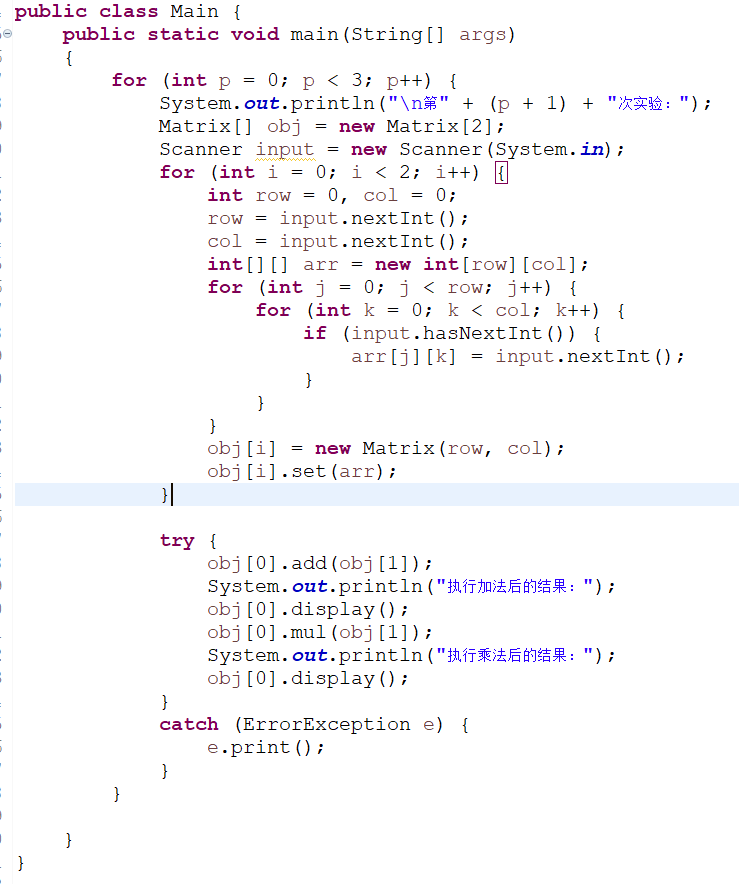 public class Main {
public static void main(String[] args)
{
for (int p = 0; p < 3; p++) {
System.out.println("\n第" + (p + 1) + "次实验：");
Matrix[] obj = new Matrix[2];
Scanner input = new Scanner(System.in);
for (int i = 0; i < 2; i++) {
int row = 0, col = 0;
row = input.nextInt();
col = input.nextInt();
int[][] arr = new int[row][col];
for (int j = 0; j < row; j++) {
for (int k = 0; k < col; k++) {
if (input.hasNextInt()) {
arr[j][k] = input.nextInt();
}
}
}
obj[i] = new Matrix(row, col);
obj[i].set(arr);
}
try {
obj[0].add(obj[1]);
System.out.println("执行加法后的结果：");
obj[0].display();
obj[0].mul(obj[1]);
System.out.println("执行乘法后的结果：");
obj[0].display();
}
catch (ErrorException e) {
e.print();
}
}
}
}